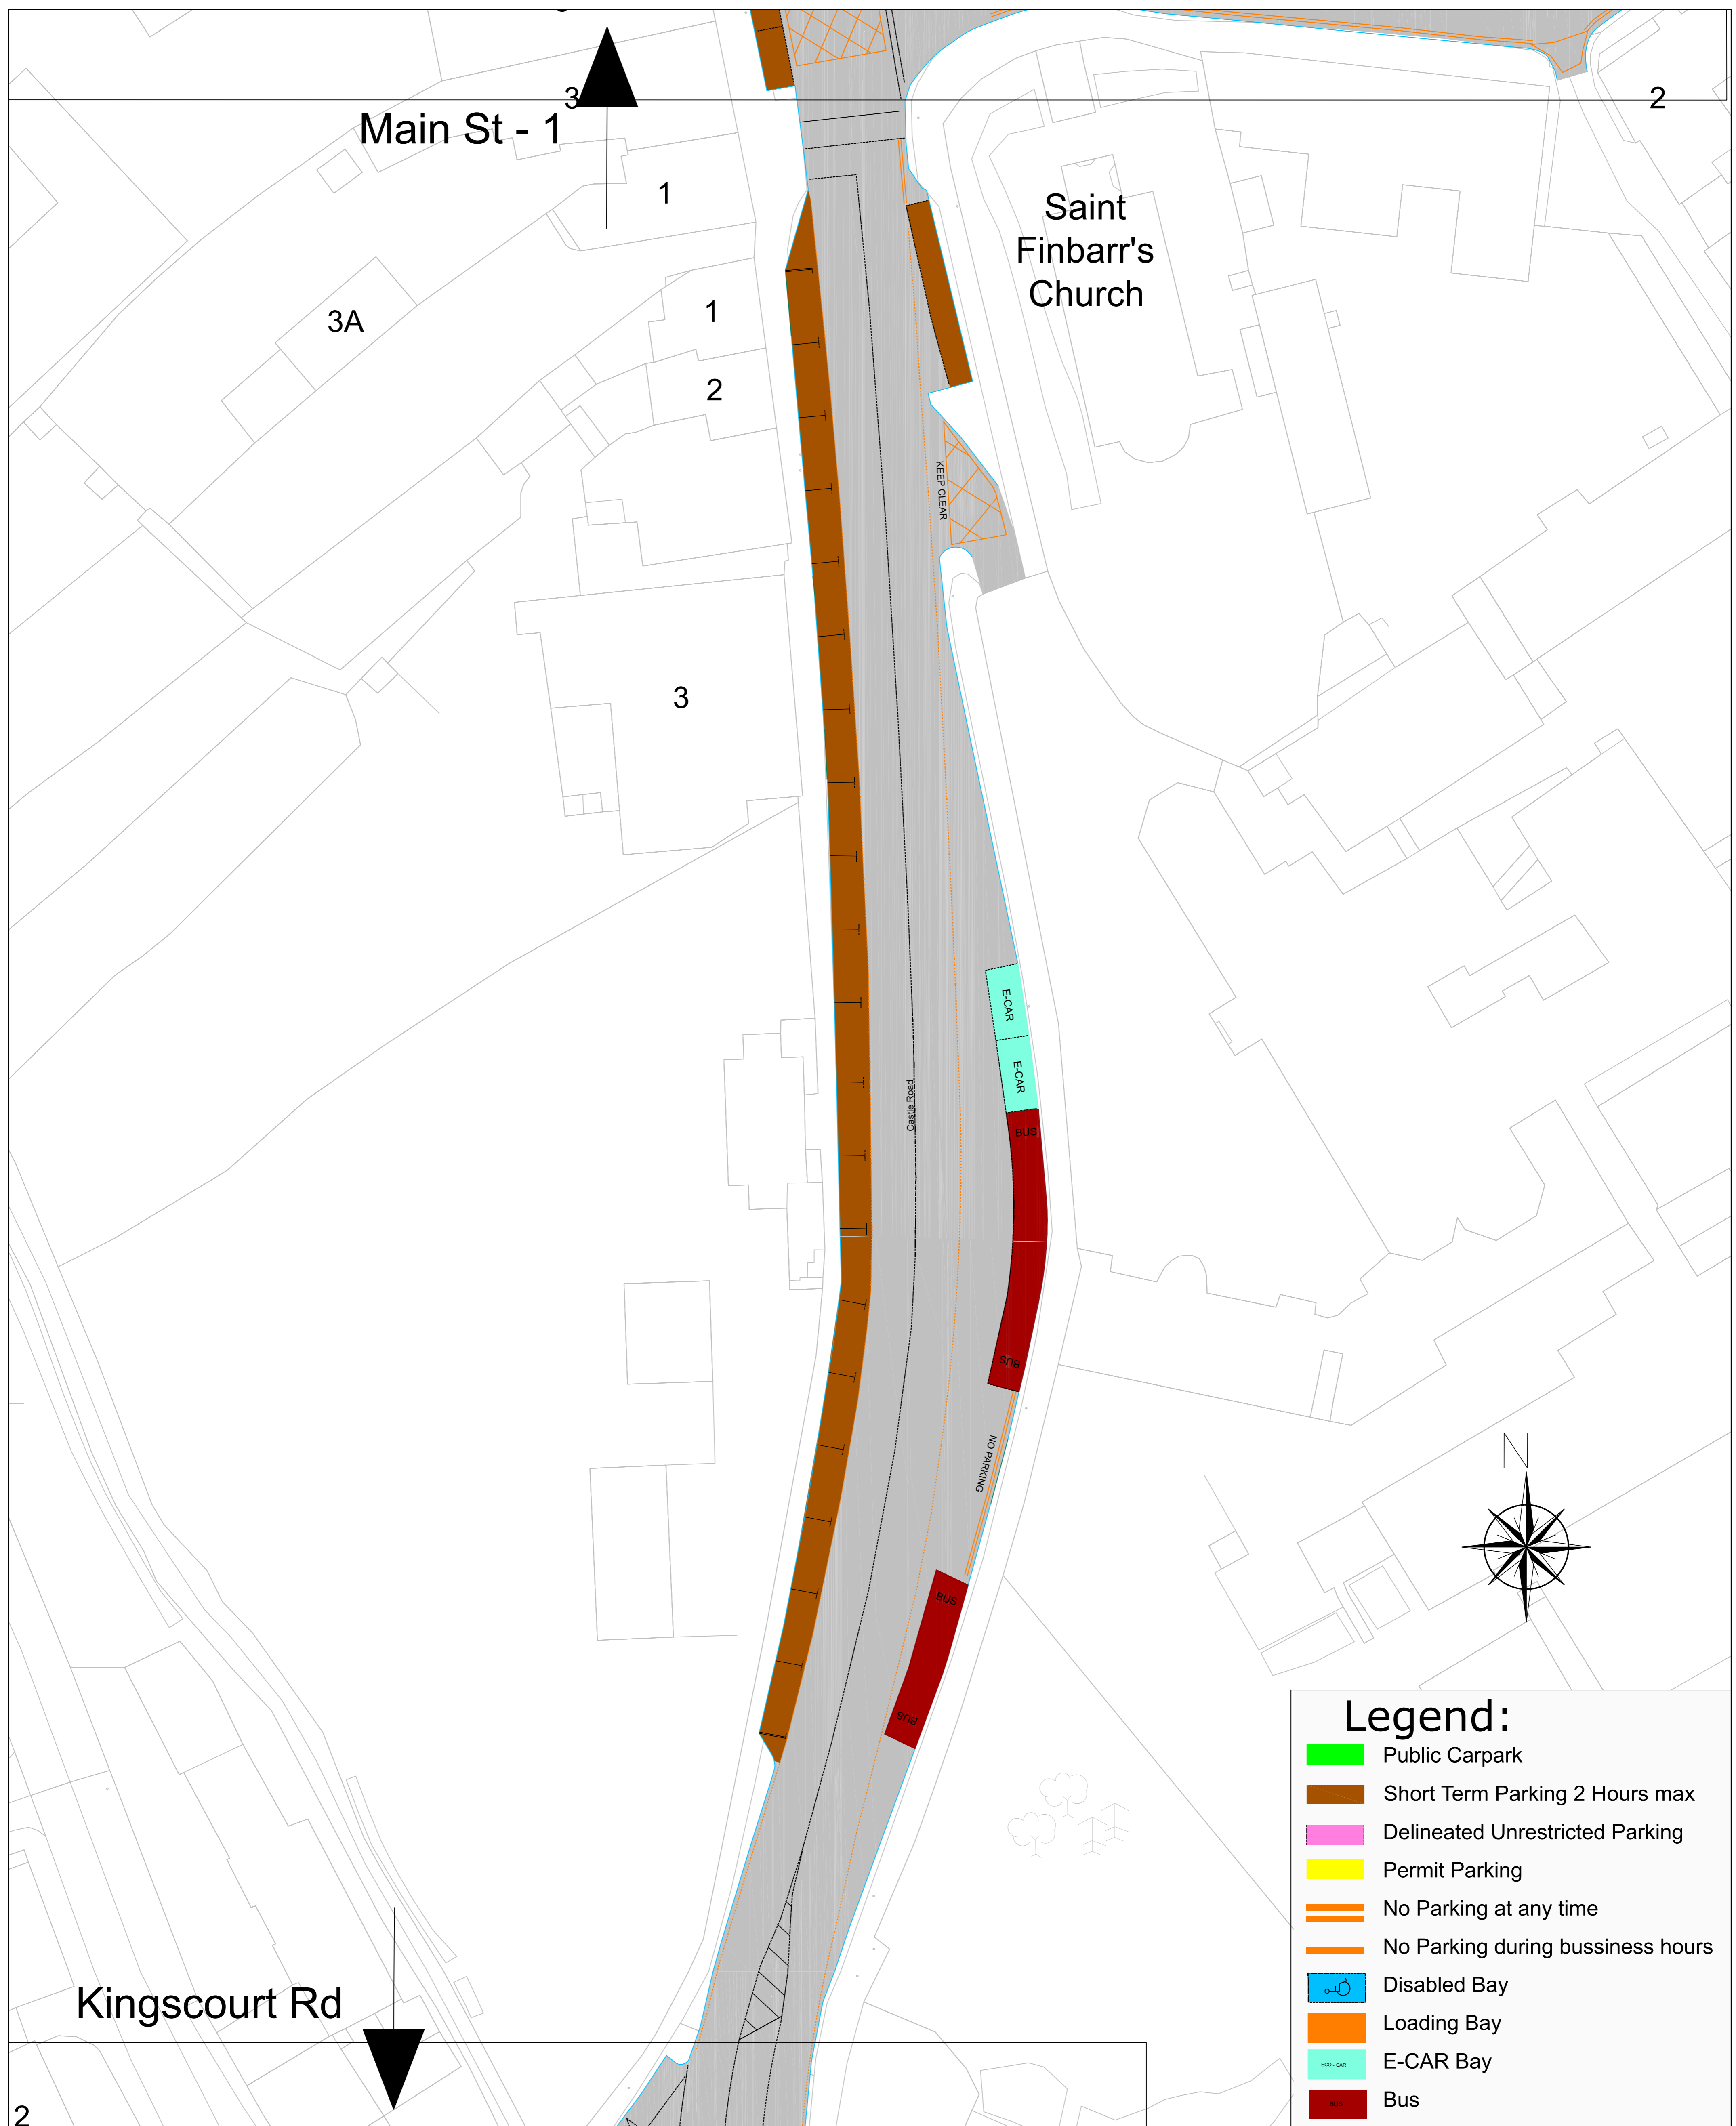 3
2
Main St - 1
1
Saint
Finbarr's
Church
3A
1
2
KEEP CLEAR
3
E-CAR
E-CAR
Castle Road
BUS
BUS
NO PARKING
N
BUS
BUS
Legend:
Public Carpark
Short Term Parking 2 Hours max
Delineated Unrestricted Parking
Permit Parking
No Parking at any time
No Parking during bussiness hours
Disabled Bay
Loading Bay
ECO - CAR
E-CAR Bay
BUS
Bus
Kingscourt Rd
2